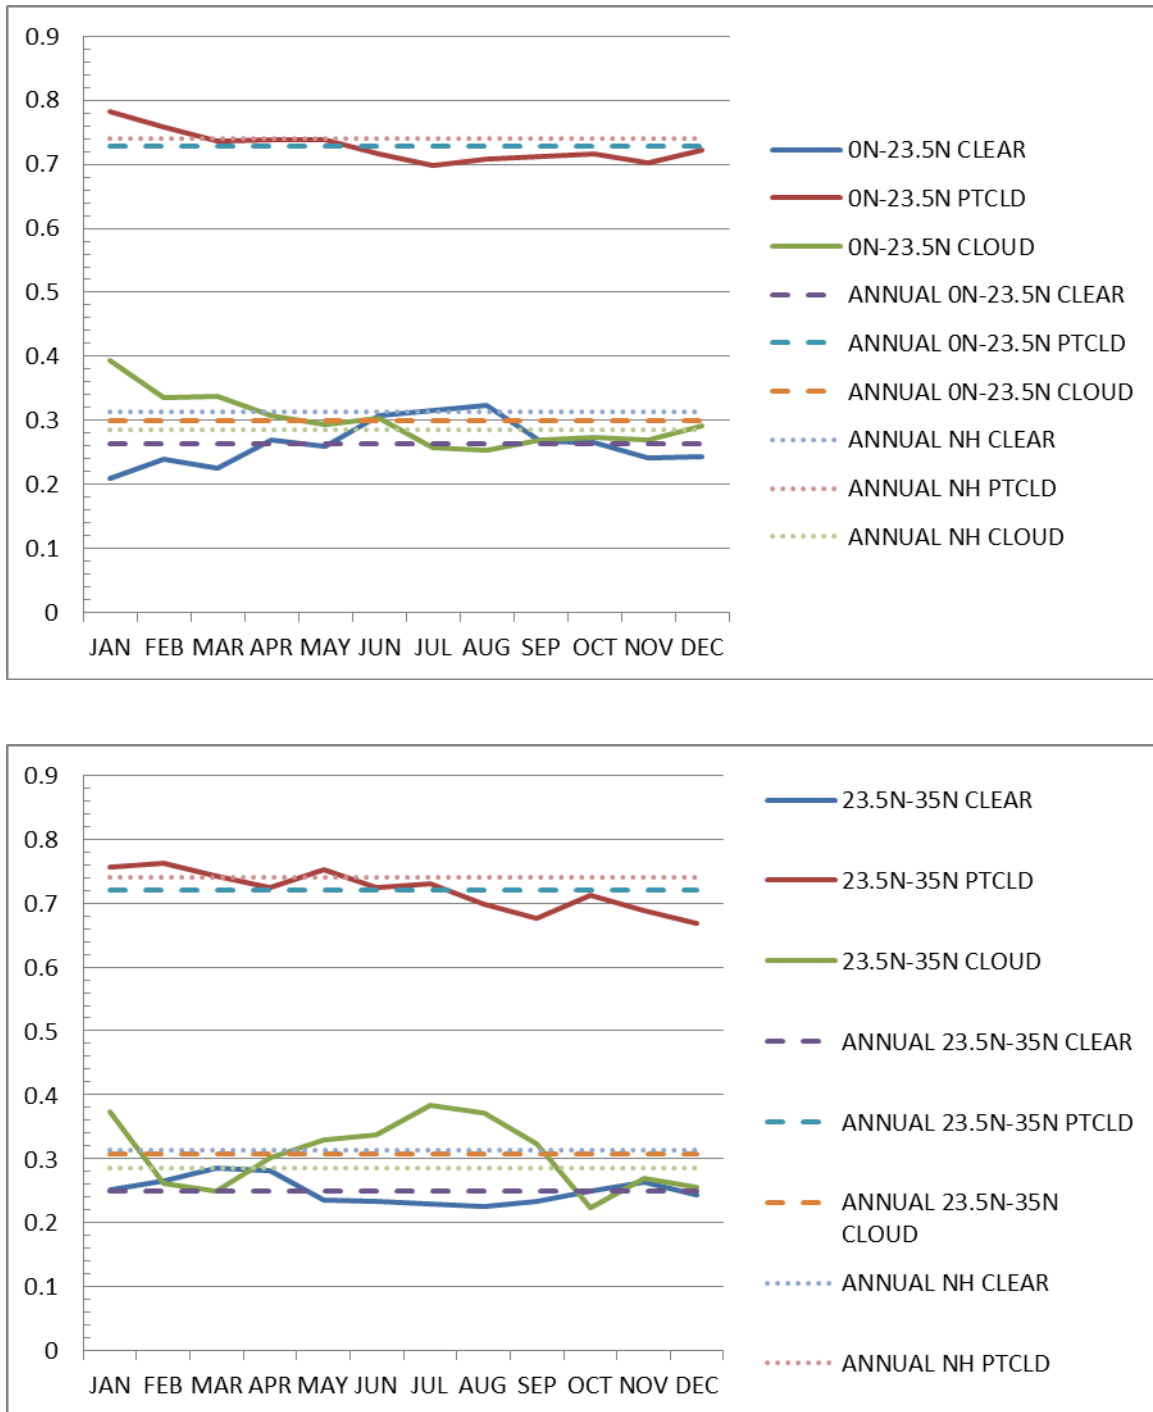 0.9
0.8
0.7
0.6
0.5
0.4
0.3
0.2
0.1
0
JAN FEB MAR APR MAY JUN JUL AUG SEP OCT NOV DEC
0N-23.5N CLEAR
0N-23.5N PTCLD
0N-23.5N CLOUD
ANNUAL 0N-23.5N CLEAR
ANNUAL 0N-23.5N PTCLD
ANNUAL 0N-23.5N CLOUD
ANNUAL NH CLEAR
ANNUAL NH PTCLD
ANNUAL NH CLOUD
0.9
0.8
0.7
0.6
0.5
0.4
0.3
0.2
0.1
0
JAN FEB MAR APR MAY JUN JUL AUG SEP OCT NOV DEC
23.5N-35N CLEAR
23.5N-35N PTCLD
23.5N-35N CLOUD
ANNUAL 23.5N-35N CLEAR
ANNUAL 23.5N-35N PTCLD
ANNUAL 23.5N-35N
CLOUD
ANNUAL NH CLEAR
ANNUAL NH PTCLD